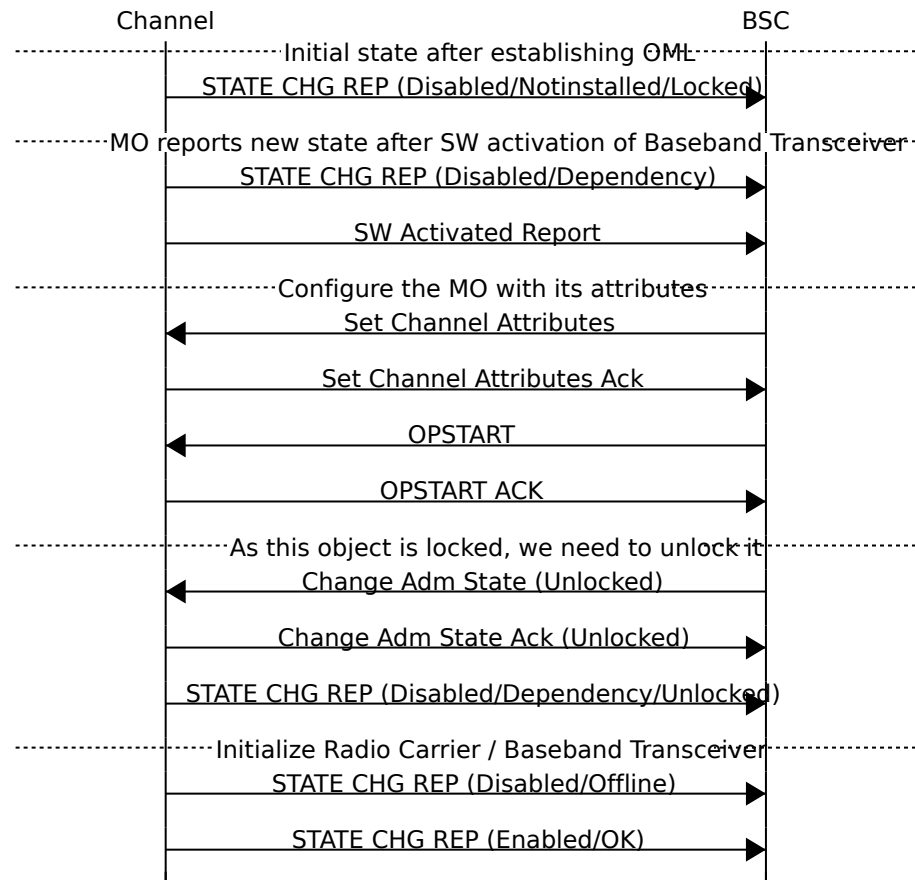 Channel BSC
Initial state after establishing OML
STATE CHG REP (Disabled/Notinstalled/Locked)
MO reports new state after SW activation of Baseband Transceiver
STATE CHG REP (Disabled/Dependency)
SW Activated Report
Configure the MO with its attributes
Set Channel Attributes
Set Channel Attributes Ack
OPSTART
OPSTART ACK
As this object is locked, we need to unlock it
Change Adm State (Unlocked)
Change Adm State Ack (Unlocked)
STATE CHG REP (Disabled/Dependency/Unlocked)
Initialize Radio Carrier / Baseband Transceiver
STATE CHG REP (Disabled/Offline)
STATE CHG REP (Enabled/OK)